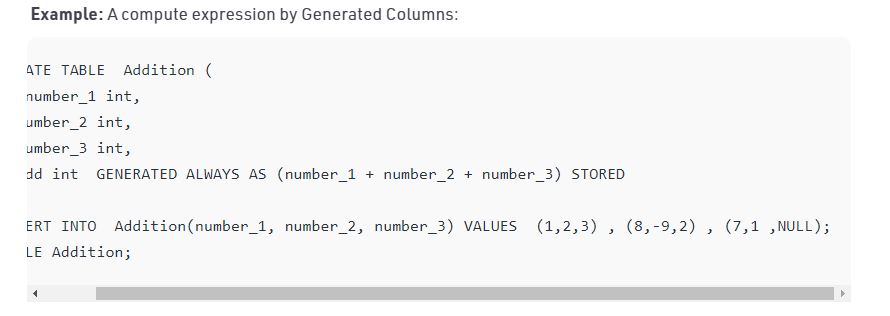 Example: A compute expression by Generated Columns:
ATE TABLE  Addition (
number_1 int,
umber_2 int,
umber_3 int,
dd int  GENERATED ALWAYS AS (number_1 + number_2 + number_3) STORED
ERT INTO  Addition(number_1, number_2, number_3) VALUES  (1,2,3) , (8,-9,2) , (7,1 ,NULL);
LE Addition;